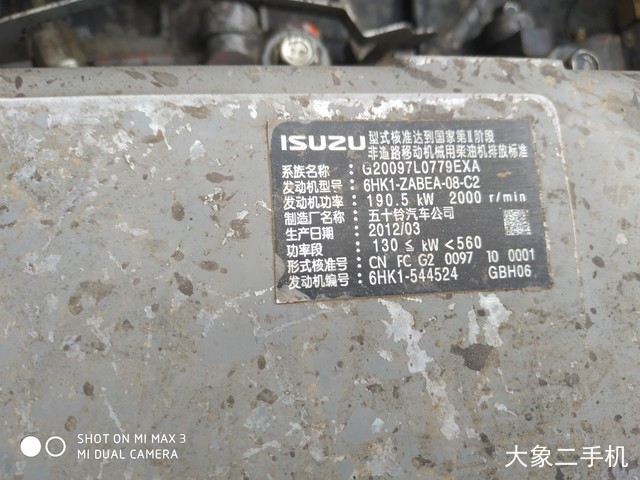 ISUZU 型式核准达到国家第Ⅱ阶段
非道路移动机械用柴油机排放标准
系族名称：G20097L0779EXA
发动机型号：6HK1-ZABEA-08-C2
发动机功率：190.5 kW 2000 r/min
制造厂名称：五十铃汽车公司
生产日期：2012/03
功率段：130 ≦ kW <560
形式核准号：CN FC G2 0097 10 0001
发动机编号：6HK1-544524 GBH06
SHOT ON MI MAX 3
MI DUAL CAMERA
大象二手机